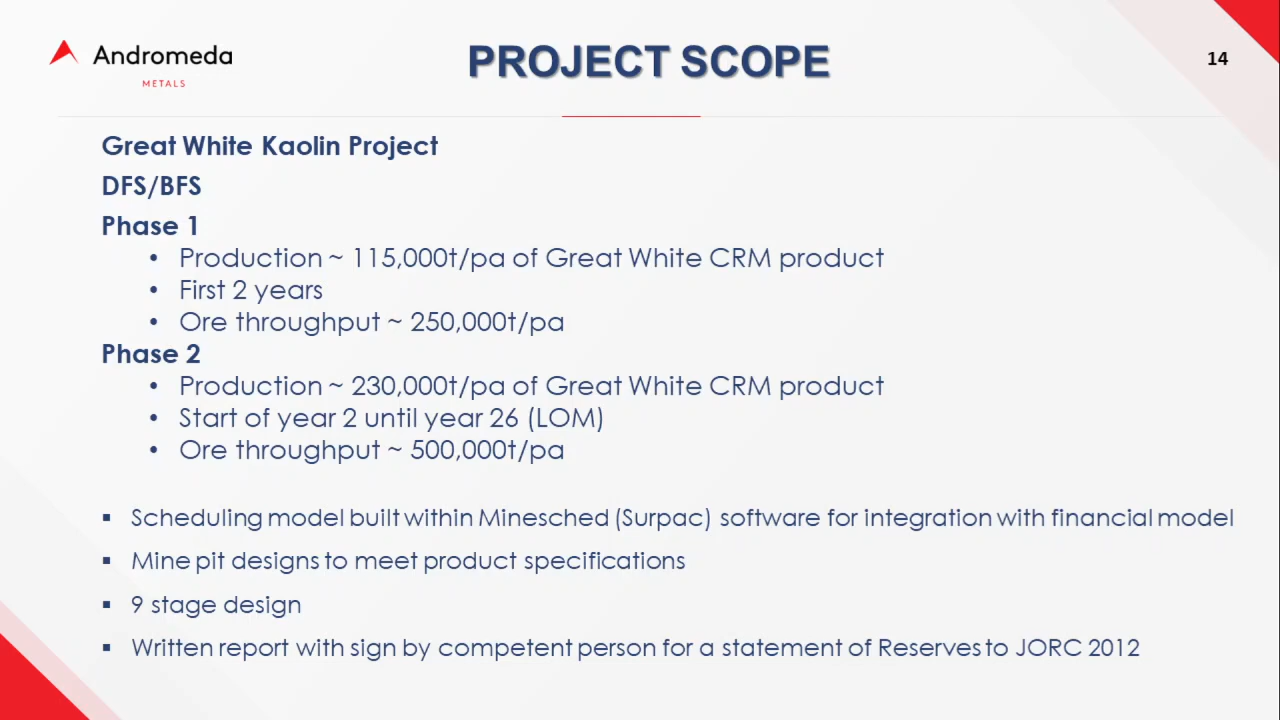 Andromeda
METALS
PROJECT SCOPE
14
Great White Kaolin Project
DFS/BFS
Phase 1
• Production ~ 115,000t/pa of Great White CRM product
• First 2 years
• Ore throughput ~ 250,000t/pa
Phase 2
• Production ~ 230,000t/pa of Great White CRM product
• Start of year 2 until year 26 (LOM)
• Ore throughput ~ 500,000t/pa
▪ Scheduling model built within Minesched (Surpac) software for integration with financial model
▪ Mine pit designs to meet product specifications
▪ 9 stage design
▪ Written report with sign by competent person for a statement of Reserves to JORC 2012